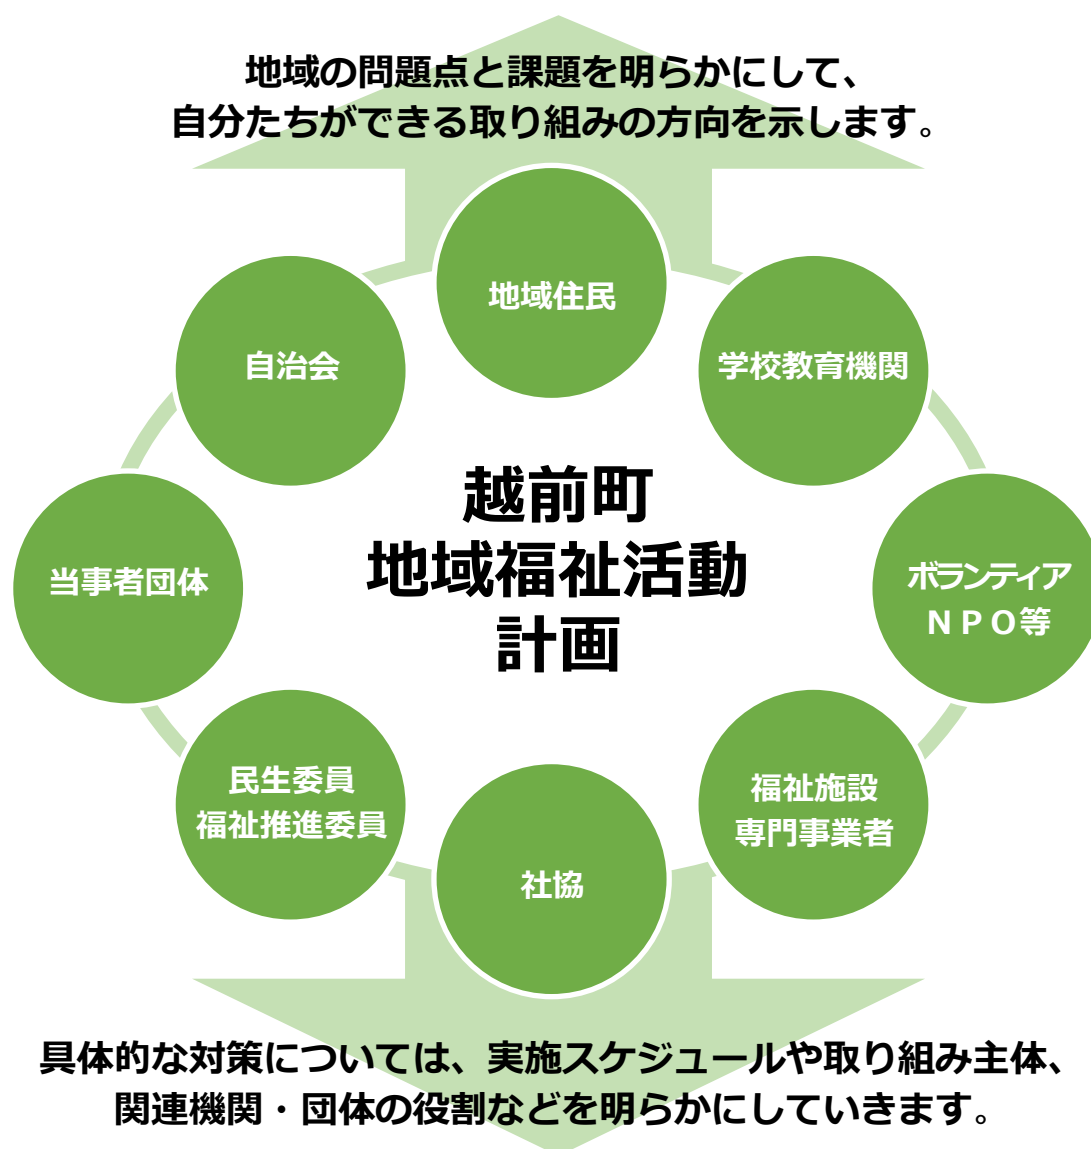 地域の問題点と課題を明らかにして、
自分たちができる取り組みの方向を示します。
地域住民
自治会
学校教育機関
越前町
地域福祉活動
計画
当事者団体
ボランティア
ＮＰＯ等
民生委員
福祉推進委員
福祉施設
専門事業者
社協
具体的な対策については、実施スケジュールや取り組み主体、
関連機関・団体の役割などを明らかにしていきます。